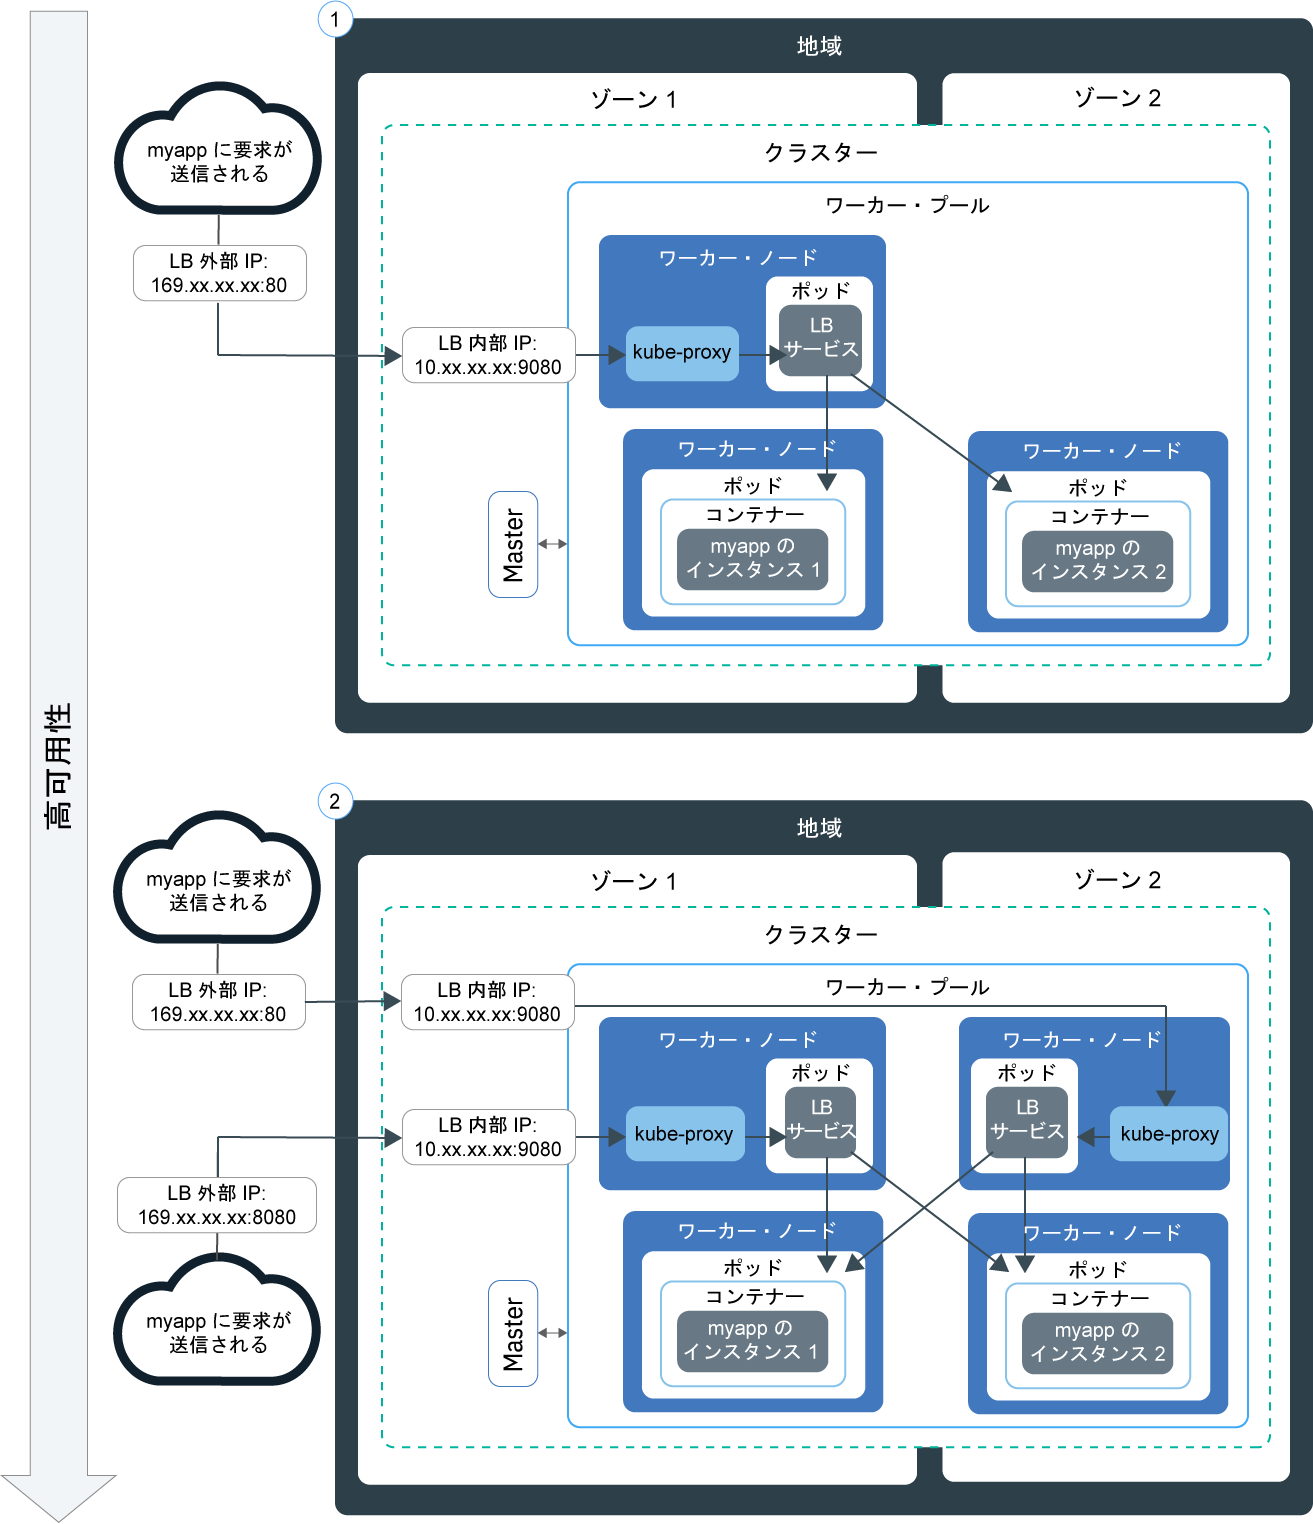 高可用性
1
地域
ゾーン 1
ゾーン 2
クラスター
ワーカー・プール
myapp に要求が
送信される
LB 外部 IP:
169.xx.xx.xx:80
LB 内部 IP:
10.xx.xx.xx:9080
ワーカー・ノード
kube-proxy
ポッド
LB
サービス
ワーカー・ノード
ポッド
コンテナー
myapp の
インスタンス 1
ワーカー・ノード
ポッド
コンテナー
myapp の
インスタンス 2
Master
2
地域
ゾーン 1
ゾーン 2
クラスター
ワーカー・プール
myapp に要求が
送信される
LB 外部 IP:
169.xx.xx.xx:80
LB 内部 IP:
10.xx.xx.xx:9080
LB 内部 IP:
10.xx.xx.xx:9080
LB 外部 IP:
169.xx.xx.xx:8080
myapp に要求が
送信される
ワーカー・ノード
kube-proxy
ポッド
LB
サービス
ワーカー・ノード
ポッド
LB
サービス
kube-proxy
ワーカー・ノード
ポッド
コンテナー
myapp の
インスタンス 1
ワーカー・ノード
ポッド
コンテナー
myapp の
インスタンス 2
Master